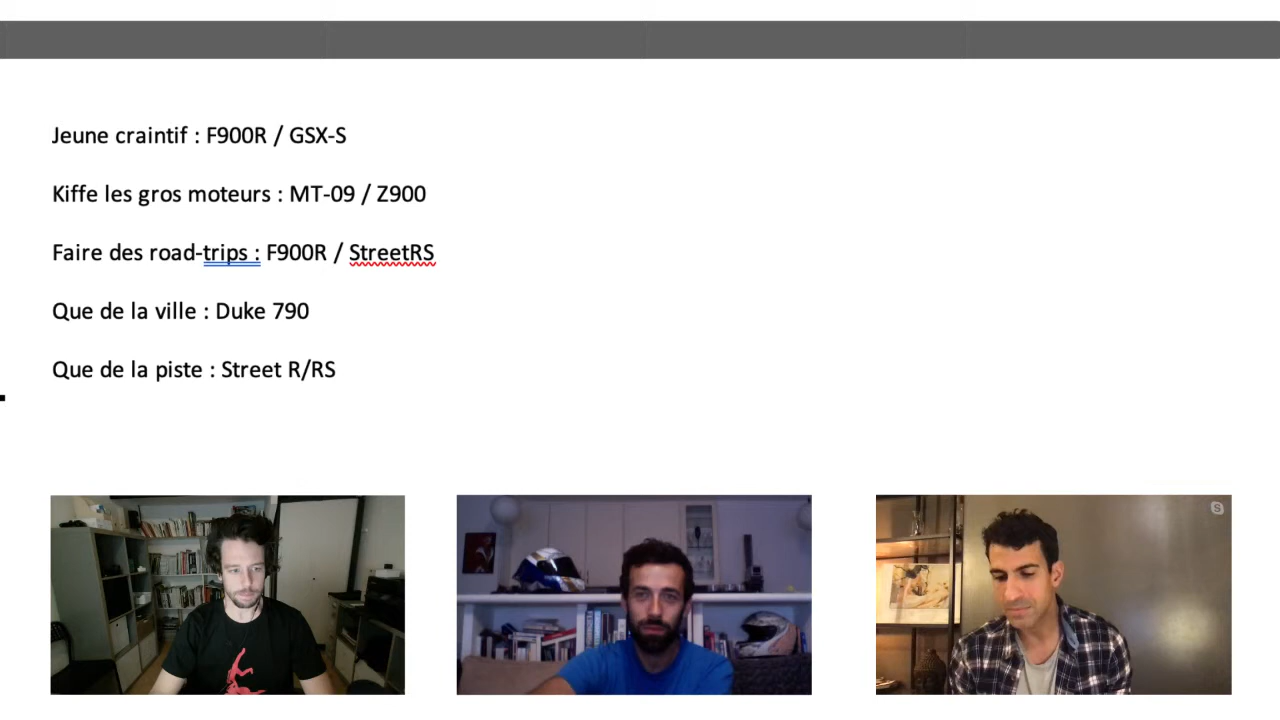 Jeune craintif : F900R / GSX-S
Kiffe les gros moteurs : MT-09 / Z900
Faire des road-trips : F900R / StreetRS
Que de la ville : Duke 790
Que de la piste : Street R/RS
S